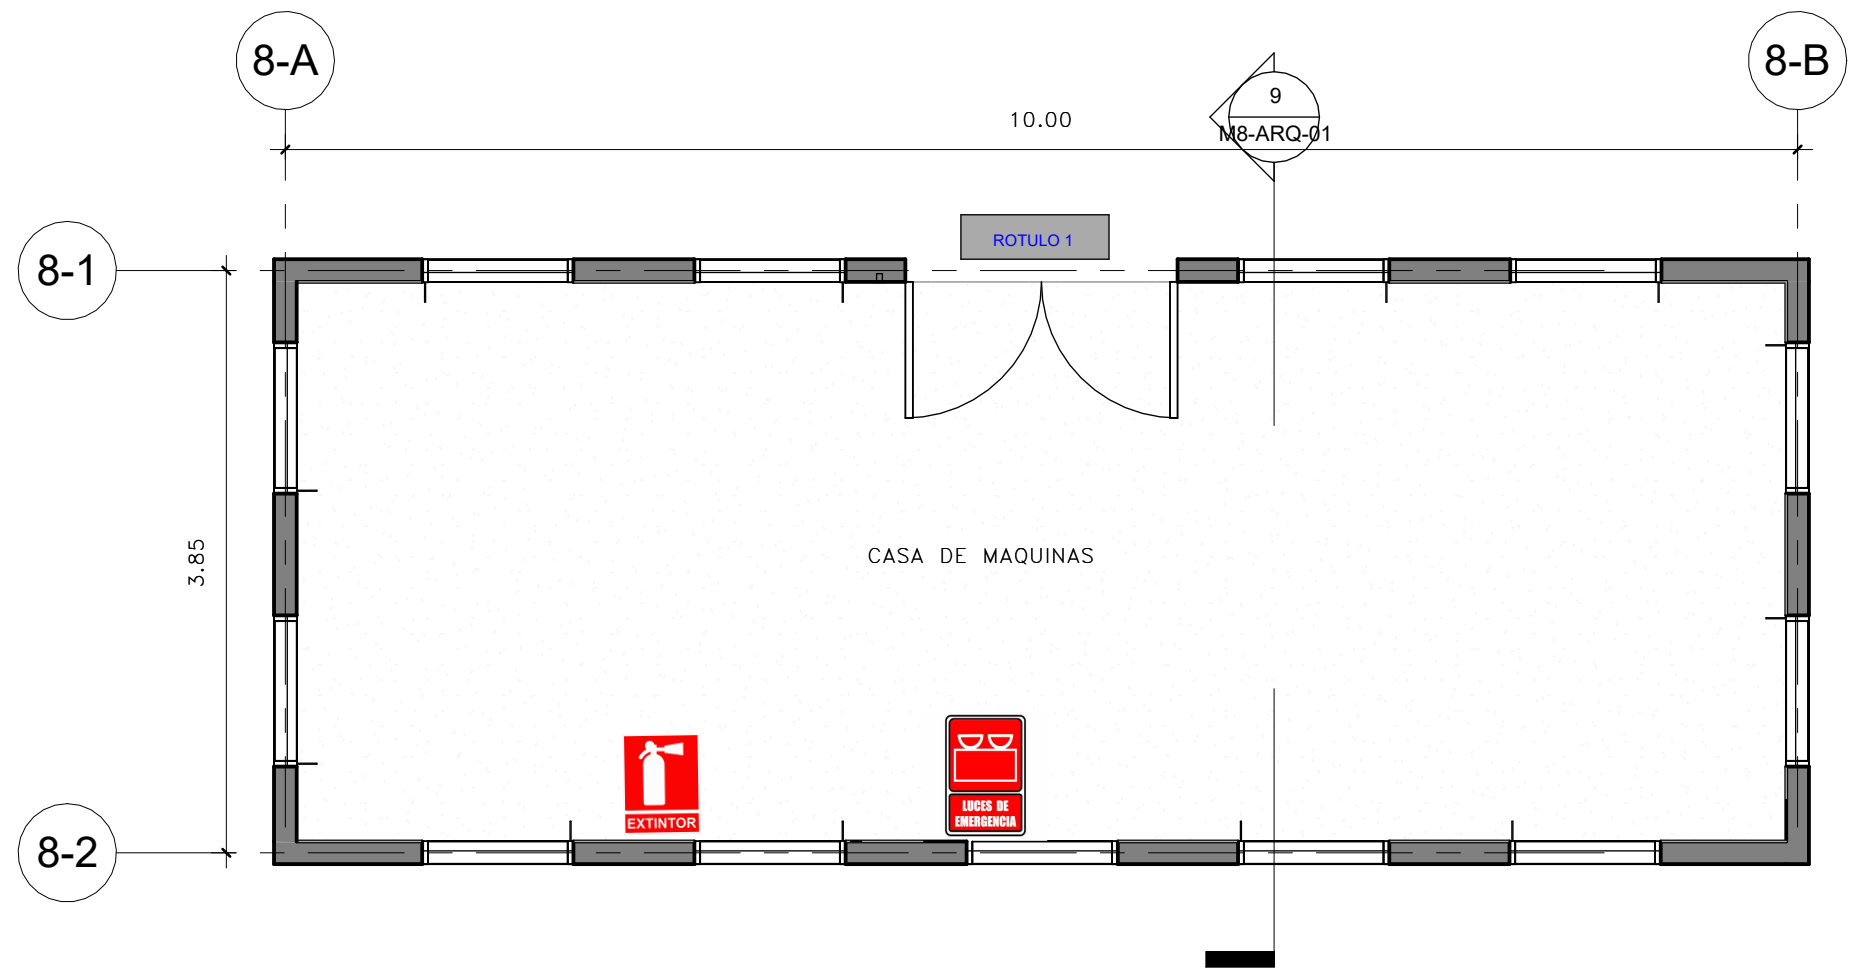 8-A
8-B
10.00
9
M8-ARQ-01
ROTULO 1
8-1
3.85
CASA DE MAQUINAS
EXTINTOR
LUCES DE
EMERGENCIA
8-2